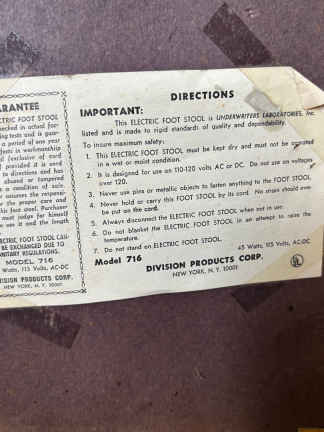 ARANTEE
CTRIC FOOT STOOL
ecked in actual for-
ing tests and is guar-
a period of one year
fects in workmanship
(exclusive of cord
provided it is used
to directions and has
abused or tampered
a condition of sale
assumes the responsi-
the proper care and
this foot stool. Purchaser
must judge for himself
use it and the length
ECTRIC FOOT STOOL CAN-
BE EXCHANGED DUE TO
SANITARY REGULATIONS.
MODEL 716
Watts, 115 Volts, AC-DC
DIVISION PRODUCTS CORP.
NEW YORK, N. Y. 10001
DIRECTIONS
IMPORTANT:
This ELECTRIC FOOT STOOL is UNDERWRITERS LABORATORIES, Inc.
listed and is made to rigid standards of quality and dependability.
To insure maximum safety:
1. This ELECTRIC FOOT STOOL must be kept dry and must not be operated
in a wet or moist condition.
2. It is designed for use on 110-120 volts AC or DC. Do not use on voltages
over 120.
3. Never use pins or metallic objects to fasten anything to the FOOT STOOL.
4. Never hold or carry this FOOT STOOL by its cord. No strain should ever
be put on the cord.
5. Always disconnect the ELECTRIC FOOT STOOL when not in use.
6. Do not blanket the ELECTRIC FOOT STOOL in an attempt to raise the
temperature.
7. Do not stand on ELECTRIC FOOT STOOL.
Model 716 45 Watts, 115 Volts, AC-DC
DIVISION PRODUCTS CORP.
NEW YORK, N. Y. 10001
UL